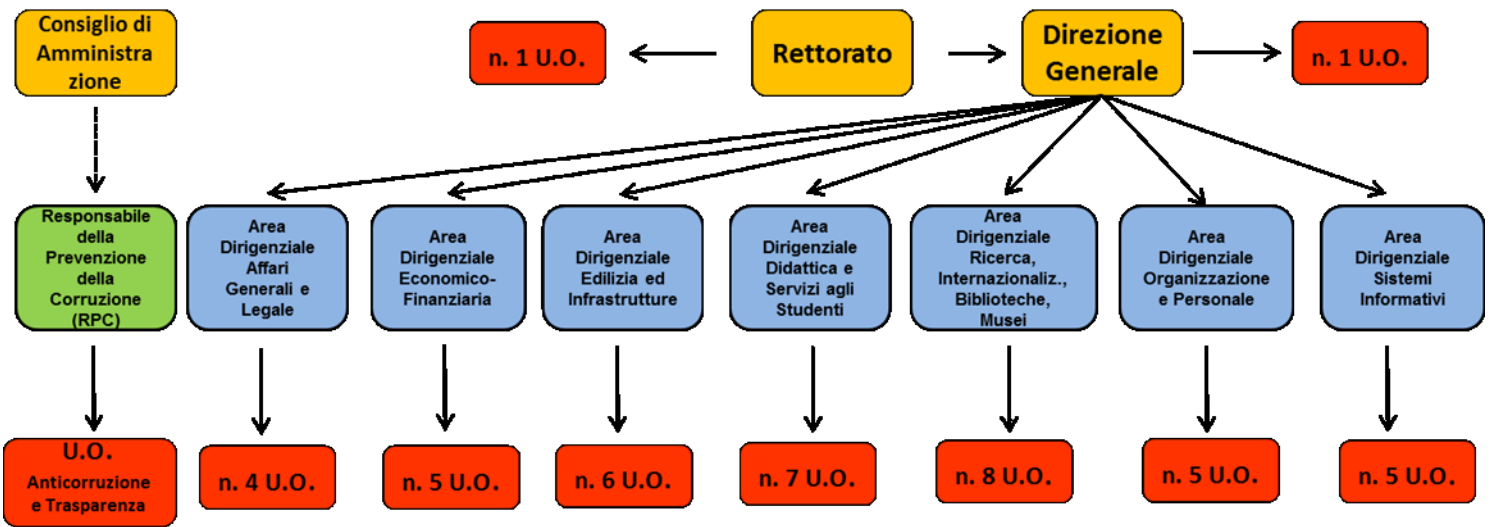 Consiglio di
Amministra
zione
n. 1 U.O.
Rettorato
Direzione
Generale
n. 1 U.O.
Responsabile
della
Prevenzione
della
Corruzione
(RPC)
Area
Dirigenziale
Affari
Generali e
Legale
Area
Dirigenziale
Economico-
Finanziaria
Area
Dirigenziale
Edilizia ed
Infrastrutture
Area
Dirigenziale
Didattica e
Servizi agli
Studenti
Area
Dirigenziale
Ricerca,
Internazionaliz.,
Biblioteche,
Musei
Area
Dirigenziale
Organizzazione
e Personale
Area
Dirigenziale
Sistemi
Informativi
U.O.
Anticorruzione
e Trasparenza
n. 4 U.O.
n. 5 U.O.
n. 6 U.O.
n. 7 U.O.
n. 8 U.O.
n. 5 U.O.
n. 5 U.O.